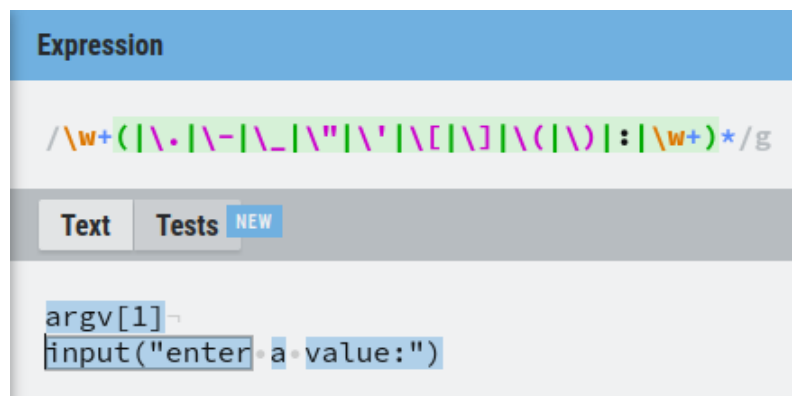 Expression
/\w+(|\.|\-|\_|\"|\'|\[|\]|\(|\)|:|\w+)*/g
Text Tests NEW
argv[1]¬
input("enter•a•value:")